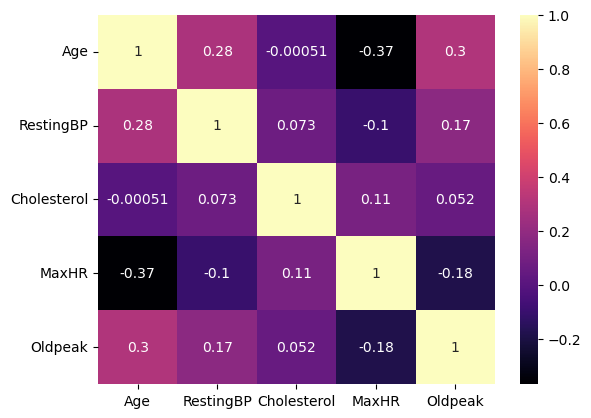 Age 1 0.28 -0.00051 -0.37 0.3
RestingBP 0.28 1 0.073 -0.1 0.17
Cholesterol -0.00051 0.073 1 0.11 0.052
MaxHR -0.37 -0.1 0.11 1 -0.18
Oldpeak 0.3 0.17 0.052 -0.18 1
Age RestingBP Cholesterol MaxHR Oldpeak
1.0
0.8
0.6
0.4
0.2
0.0
−0.2